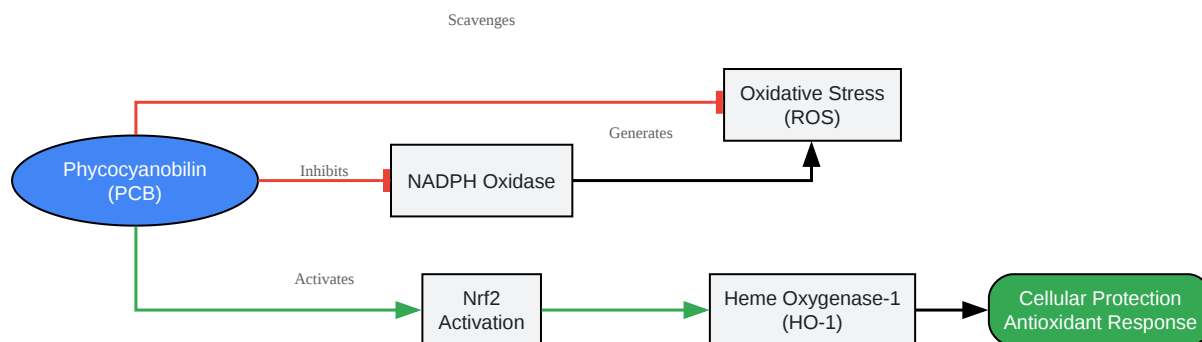 Scavenges
Oxidative Stress
(ROS)
Generates
Phycocyanobilin
(PCB)
Inhibits
NADPH Oxidase
Activates
Nrf2
Activation
Heme Oxygenase-1
(HO-1)
Cellular Protection
Antioxidant Response